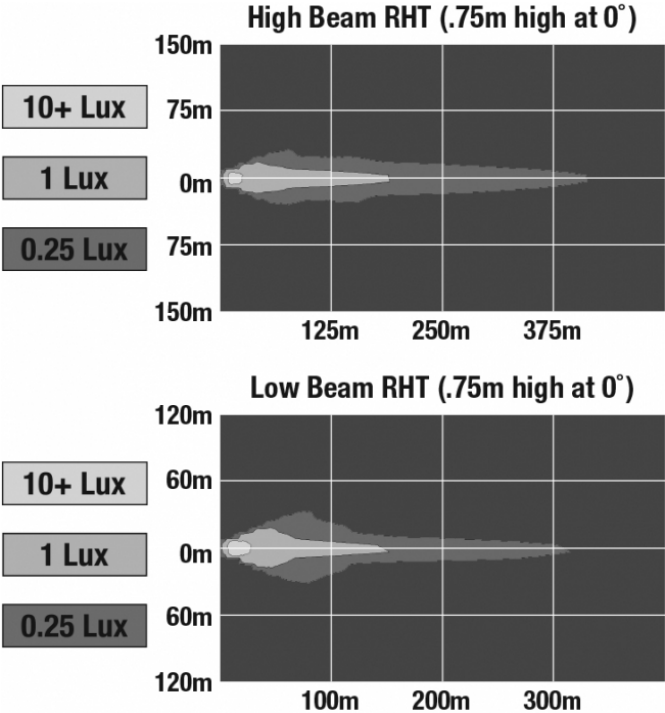 High Beam RHT (.75m high at 0˚)
150m
10+ Lux
75m
1 Lux
0m
0.25 Lux
75m
150m
125m 250m 375m
Low Beam RHT (.75m high at 0˚)
120m
10+ Lux
60m
1 Lux
0m
0.25 Lux
60m
120m
100m 200m 300m